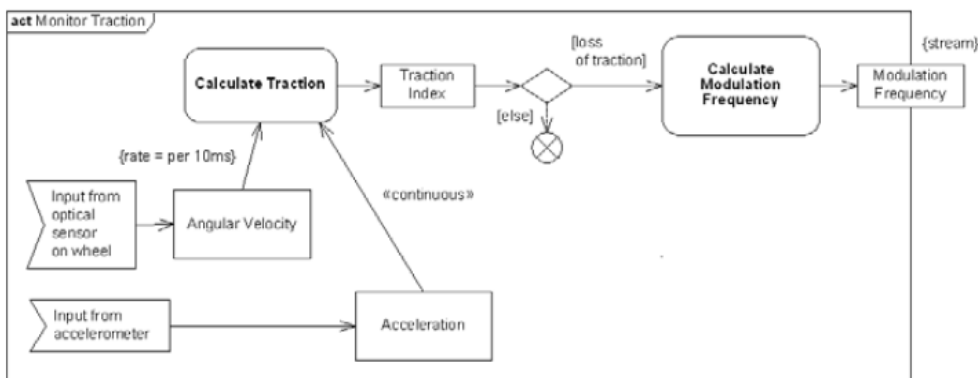 act Monitor Traction
{stream}
[loss
of traction]
Calculate Traction
Traction
Index
Calculate
Modulation
Frequency
Modulation
Frequency
[else]
{rate = per 10ms}
«continuous»
Input from
optical
sensor
on wheel
Angular Velocity
Input from
accelerometer
Acceleration